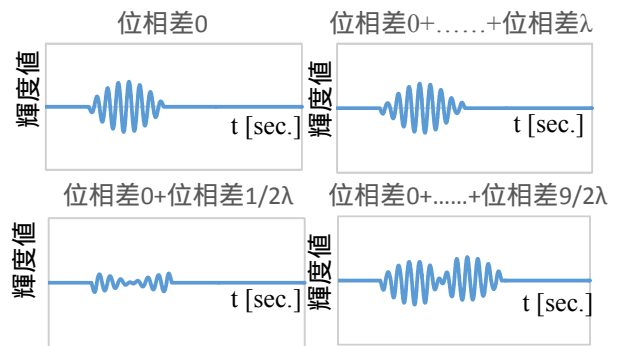 位相差0
輝度値
t [sec.]
位相差0+……+位相差λ
輝度値
t [sec.]
位相差0+位相差1/2λ
輝度値
t [sec.]
位相差0+……+位相差9/2λ
輝度値
t [sec.]